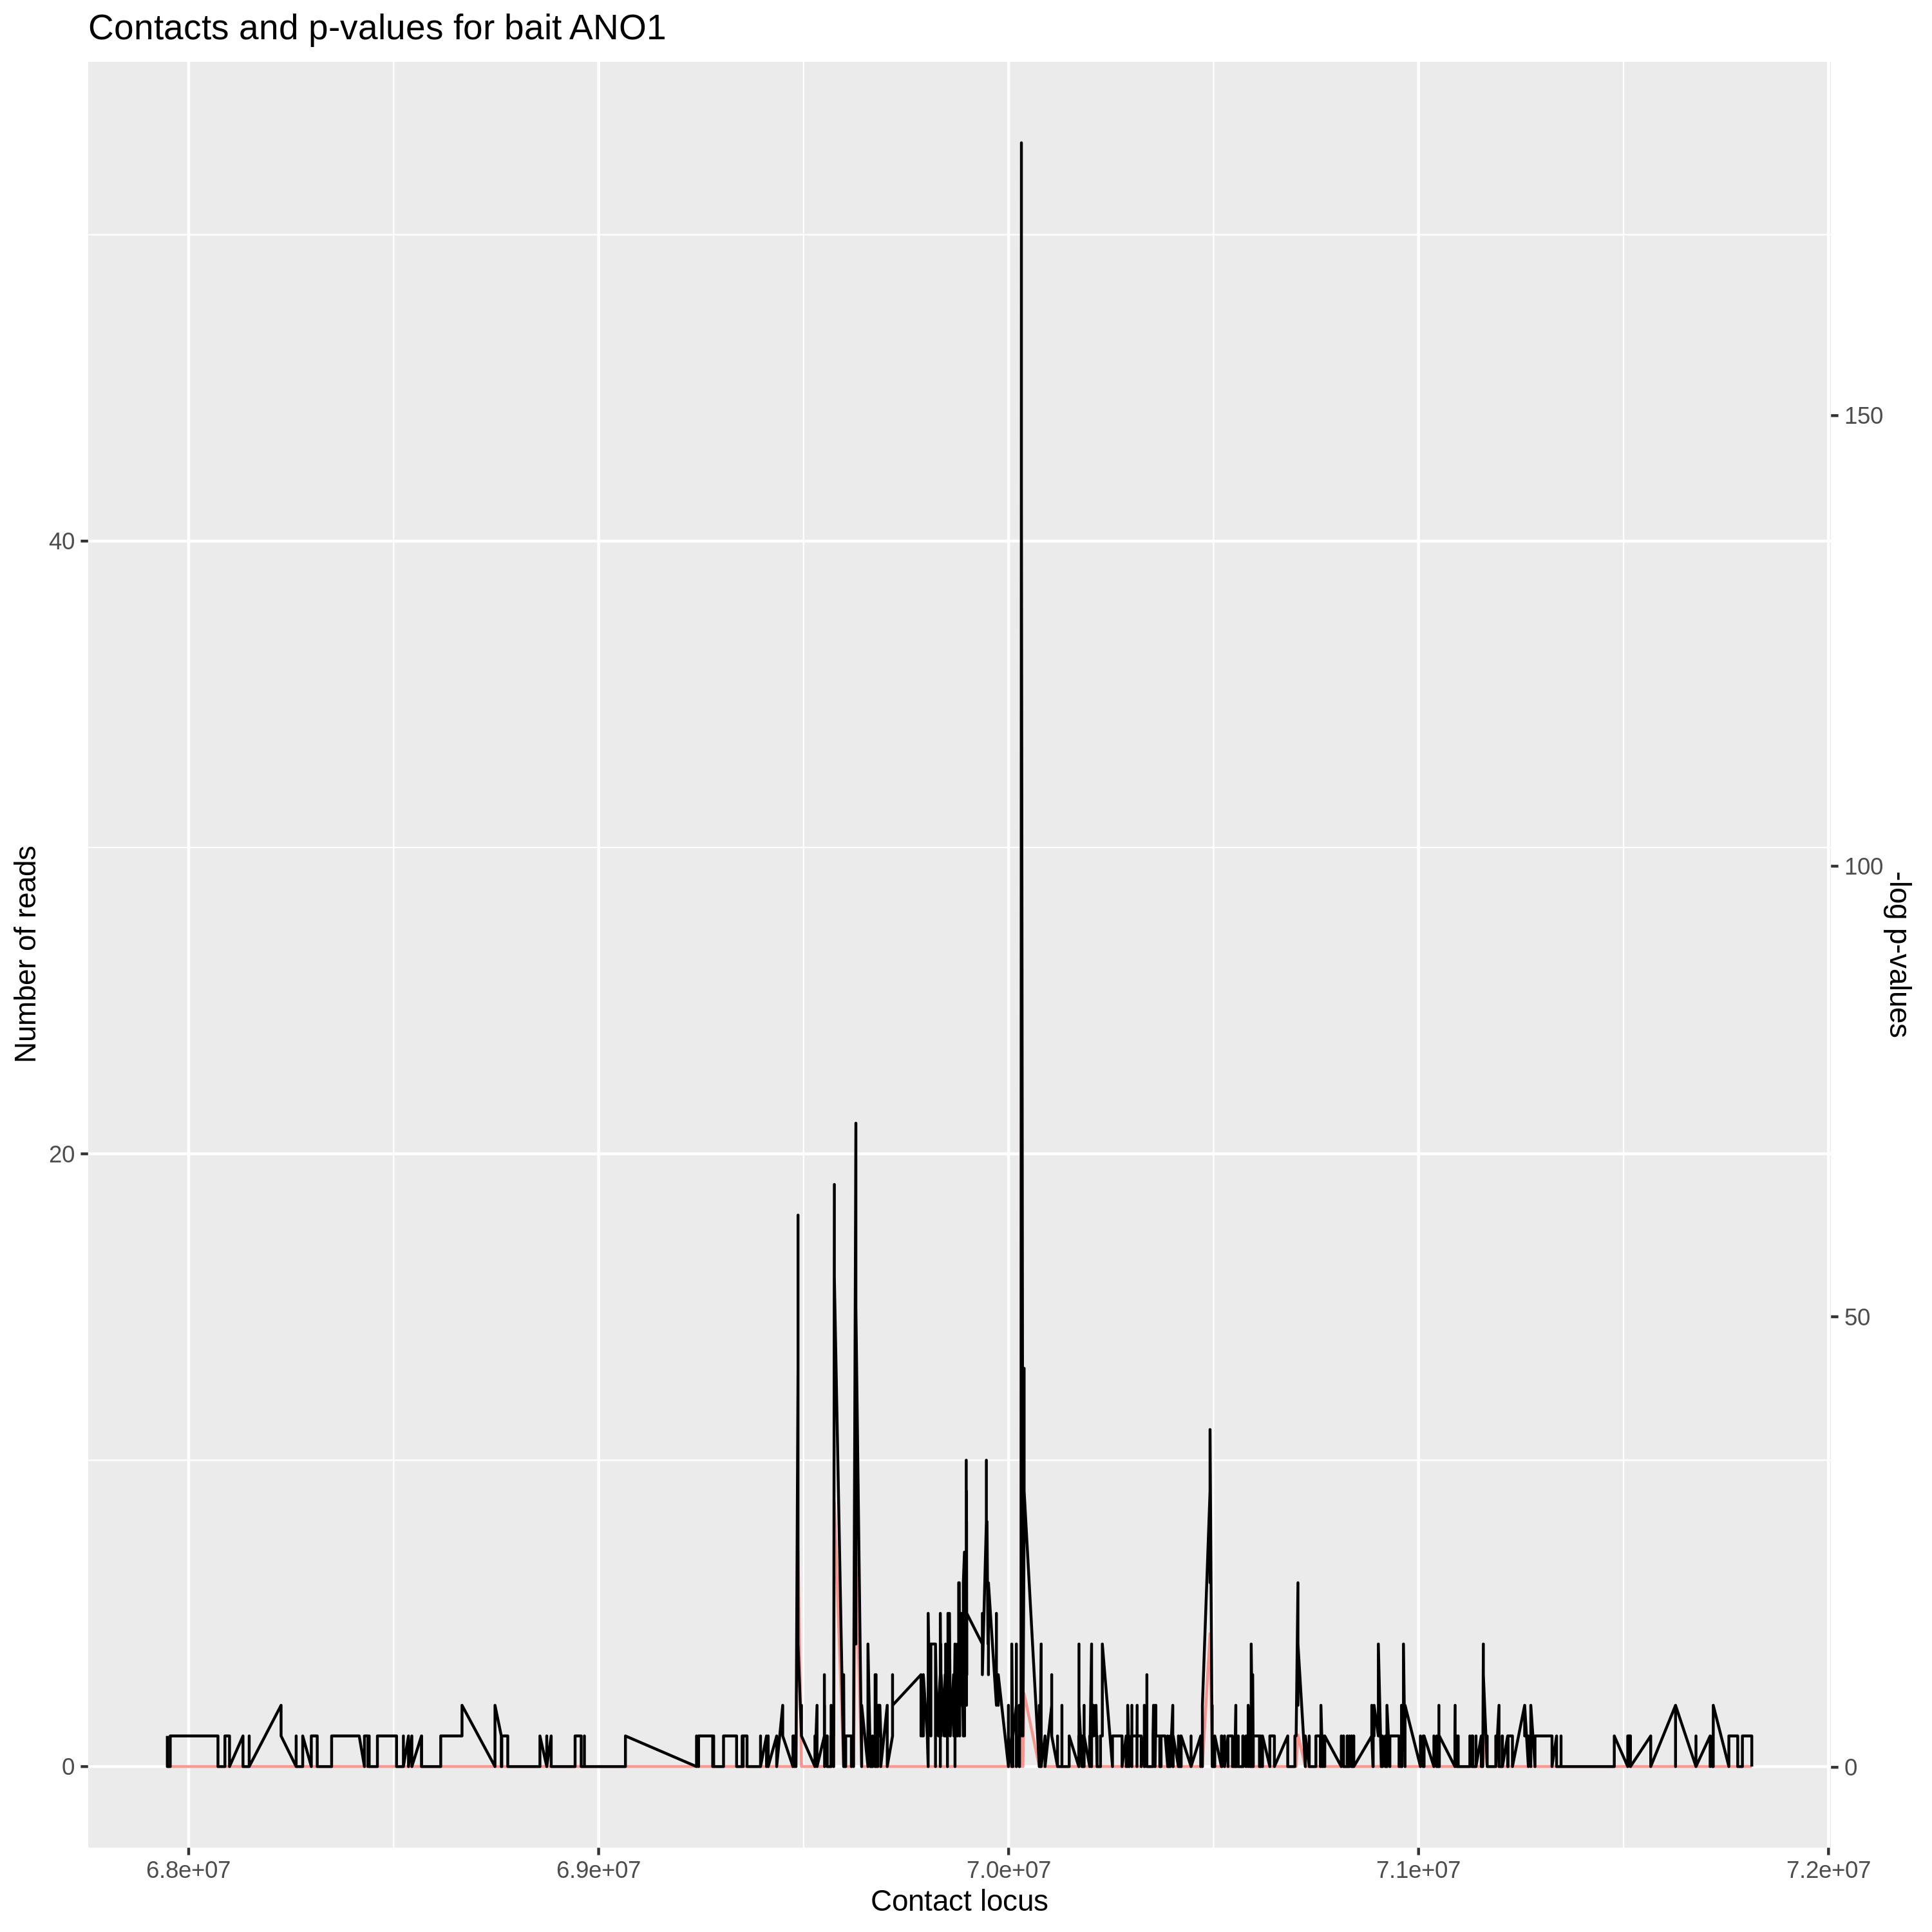 Contacts and p-values for bait ANO1
Number of reads
40
20
0
150
100
50
0
-log p-values
6.8e+07
6.9e+07
7.0e+07
7.1e+07
7.2e+07
Contact locus